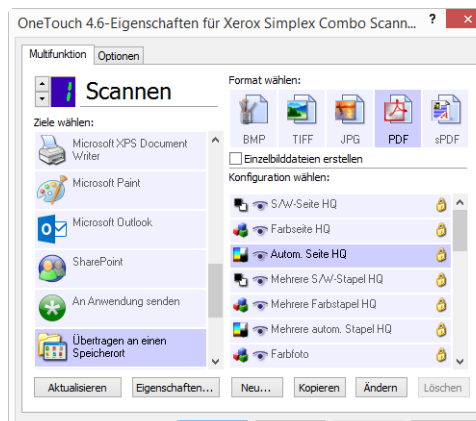 OneTouch 4.6-Eigenschaften für Xerox Simplex Combo Scann...
?
Multifunktion
Optionen
1
Scannen
Ziele wählen:
Microsoft XPS Document
Writer
Microsoft Paint
Microsoft Outlook
SharePoint
An Anwendung senden
Übertragen an einen
Speicherort
Format wählen:
BMP
TIFF
JPG
PDF
sPDF
Einzelbilddateien erstellen
Konfiguration wählen:
S/W-Seite HQ
Farbseite HQ
Autom. Seite HQ
Mehrere S/W-Stapel HQ
Mehrere Farbstapel HQ
Mehrere autom. Stapel HQ
Farbfoto
Aktualisieren
Eigenschaften...
Neu...
Kopieren
Ändern
Löschen